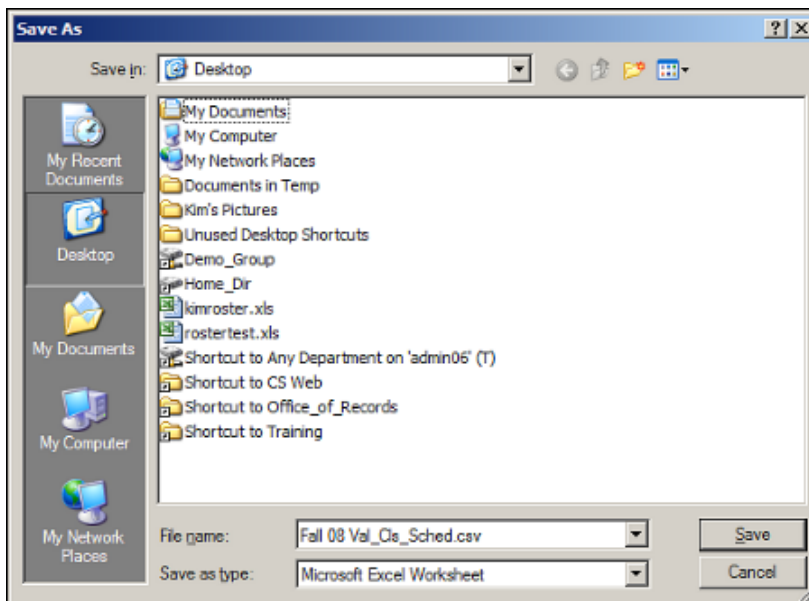 Save As
Save in:
Desktop
My Recent
Documents
Desktop
My Documents
My Computer
My Network
Places
My Documents
My Computer
My Network Places
Documents in Temp
Kim's Pictures
Unused Desktop Shortcuts
Demo_Group
Home_Dir
kimroster.xls
rostertest.xls
Shortcut to Any Department on 'admin06' (T)
Shortcut to CS Web
Shortcut to Office_of_Records
Shortcut to Training
File name:
Fall 08 Val_Cls_Sched.csv
Save
Save as type:
Microsoft Excel Worksheet
Cancel